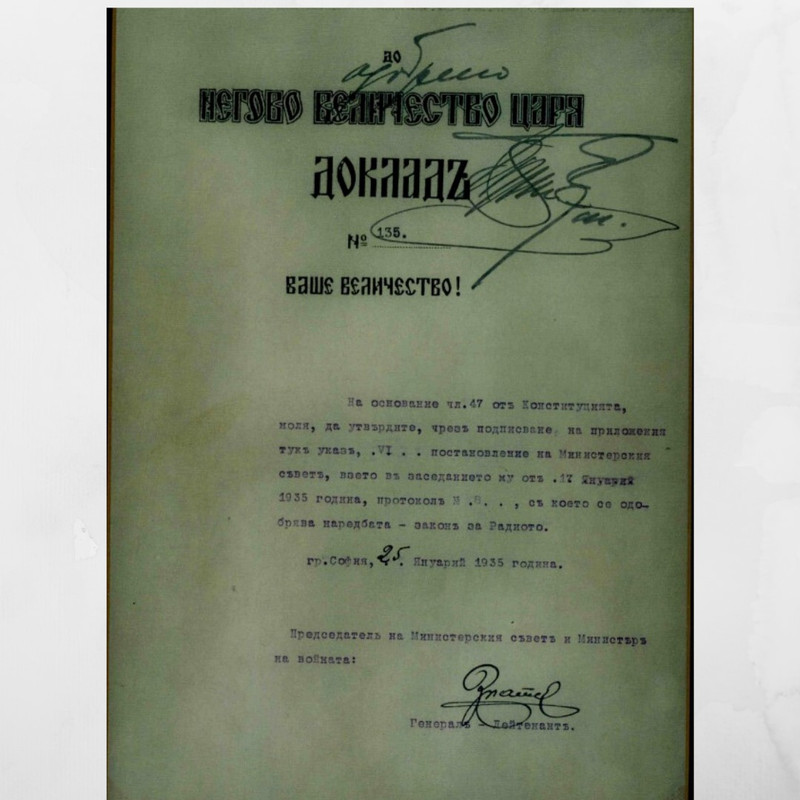 до
одобрено
НЕГОВО ВЕЛИЧЕСТВО ЦАРЯ
ДОКЛАДЪ
№ 135.
ВАШЕ ВЕЛИЧЕСТВО!
На основание чл.47 отъ Конституцията,
моля, да утвърдите, чрезъ подписване на приложения
тукъ указъ, .VI . . постановление на Министерския
съветъ, взето въ заседанието му отъ .17 Януарий
1935 година, протоколъ № .8. . , съ което се одо-
брява наредбата - законъ за Радиото.
гр.София, 25. Януарий 1935 година.
Председатель на Министерския съветъ и Министъръ
на войната:
Златев
Генералъ - Лейтенантъ.